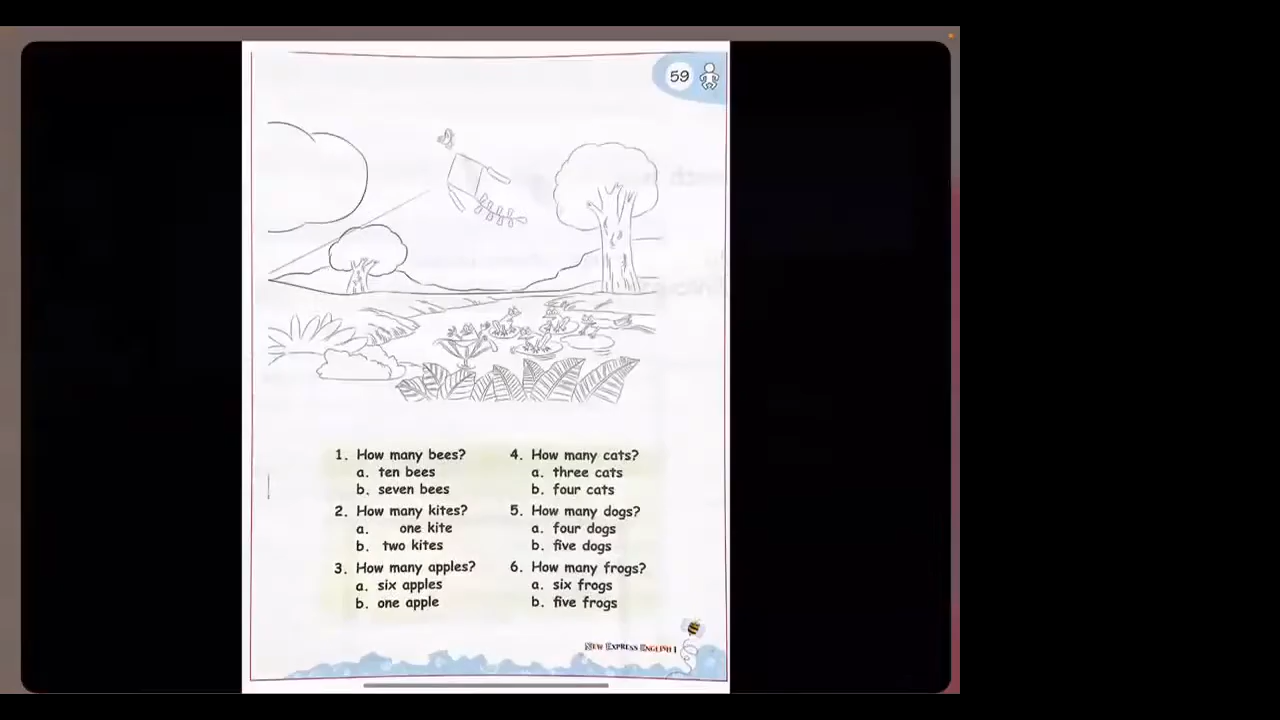 59
1. How many bees?
a. ten bees
b. seven bees
2. How many kites?
a. one kite
b. two kites
3. How many apples?
a. six apples
b. one apple
4. How many cats?
a. three cats
b. four cats
5. How many dogs?
a. four dogs
b. five dogs
6. How many frogs?
a. six frogs
b. five frogs
NEW EXPRESS ENGLISH 1